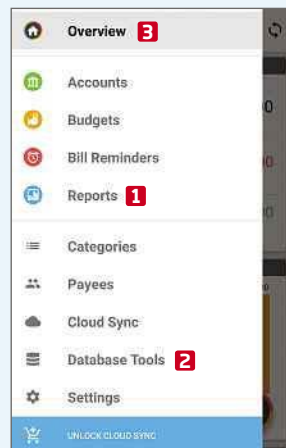 Overview 3
Accounts
Budgets
Bill Reminders
Reports 1
Categories
Payees
Cloud Sync
Database Tools 2
Settings
UNLOCK CLOUD SYNC